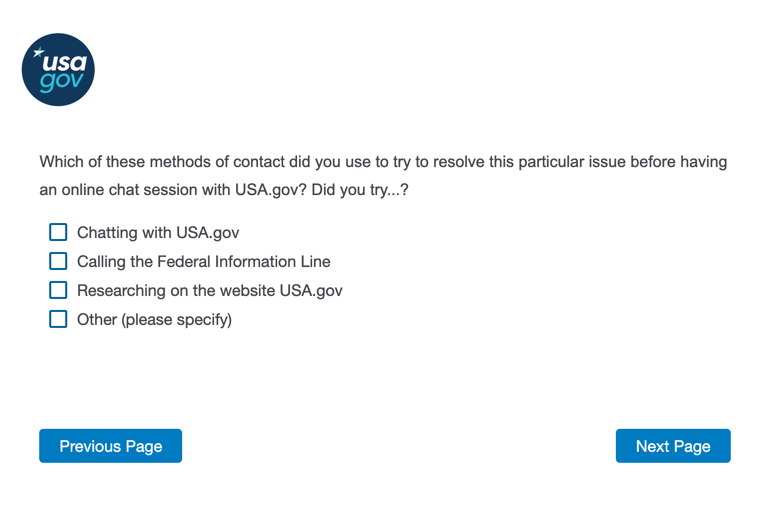 usa
gov
Which of these methods of contact did you use to try to resolve this particular issue before having
an online chat session with USA.gov? Did you try...?
Chatting with USA.gov
Calling the Federal Information Line
Researching on the website USA.gov
Other (please specify)
Previous Page
Next Page